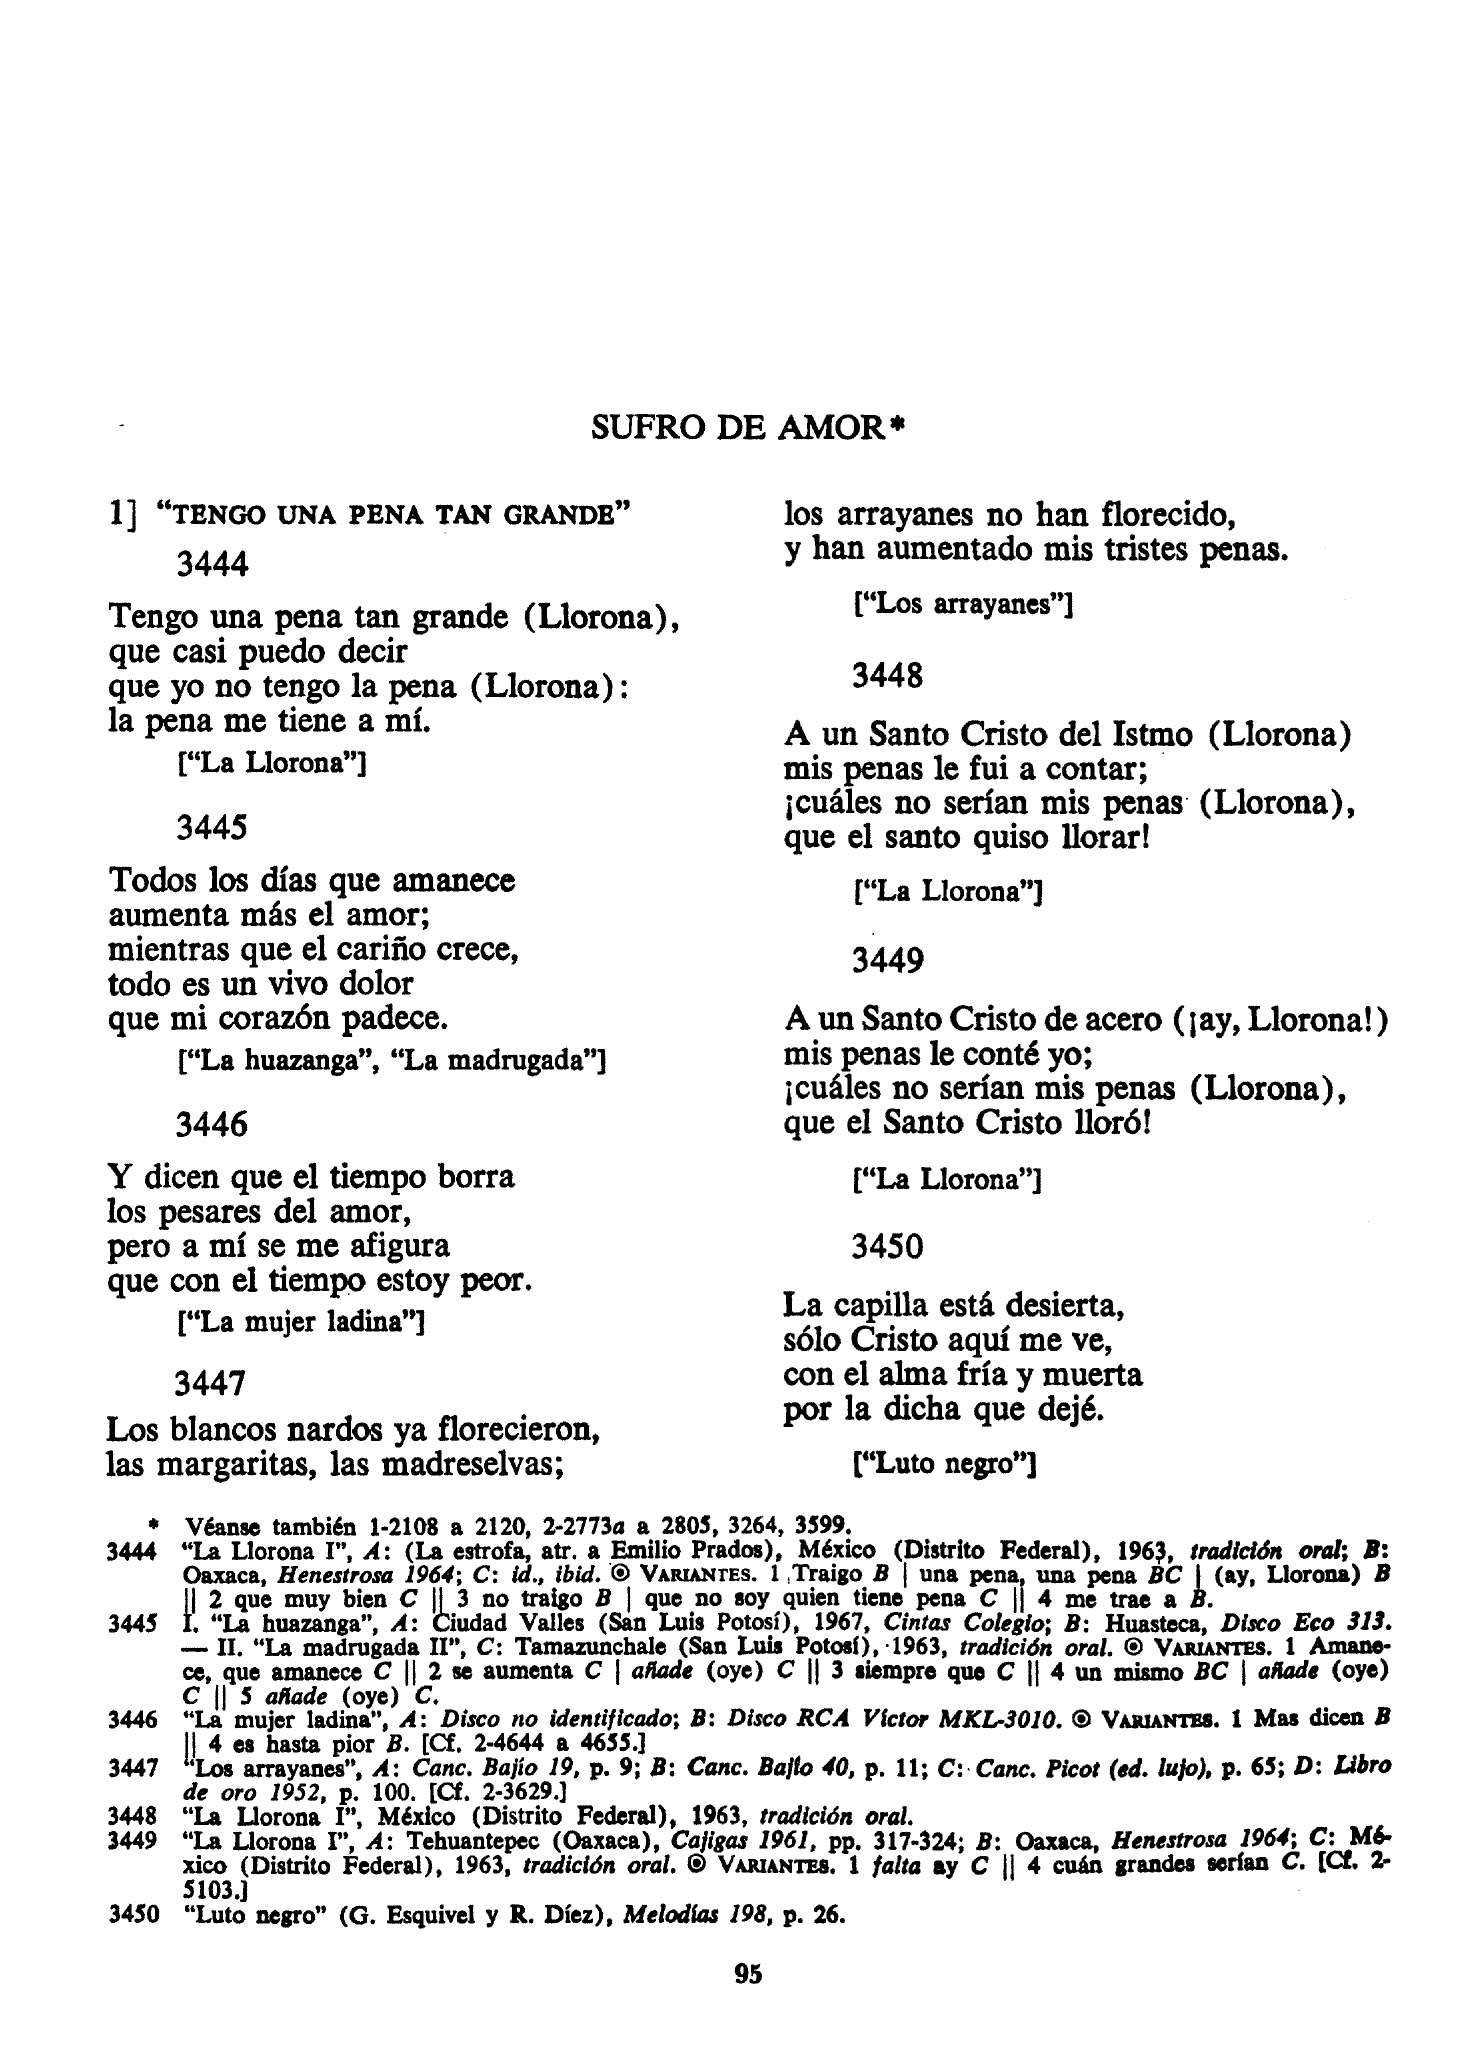 SUFRO DE AMOR*
1] “TENGO UNA PENA TAN GRANDE”
3444
Tengo una pena tan grande (Llorona),
que casi puedo decir
que yo no tengo la pena (Llorona):
la pena me tiene a mí.
[“La Llorona”]
3445
Todos los días que amanece
aumenta más el amor;
mientras que el cariño crece,
todo es un vivo dolor
que mi corazón padece.
[“La huazanga”, “La madrugada”]
3446
Y dicen que el tiempo borra
los pesares del amor,
pero a mí se me afigura
que con el tiempo estoy peor.
[“La mujer ladina”]
3447
Los blancos nardos ya florecieron,
las margaritas, las madreselvas;
los arrayanes no han florecido,
y han aumentado mis tristes penas.
[“Los arrayanes”]
3448
A un Santo Cristo del Istmo (Llorona)
mis penas le fui a contar;
¡cuáles no serían mis penas (Llorona),
que el santo quiso llorar!
[“La Llorona”]
3449
A un Santo Cristo de acero (¡ay, Llorona!)
mis penas le conté yo;
¡cuáles no serían mis penas (Llorona),
que el Santo Cristo lloró!
[“La Llorona”]
3450
La capilla está desierta,
sólo Cristo aquí me ve,
con el alma fría y muerta
por la dicha que dejé.
[“Luto negro”]
* Véanse también 1-2108 a 2120, 2-2773a a 2805, 3264, 3599.
3444 “La Llorona I”, A: (La estrofa, atr. a Emilio Prados), México (Distrito Federal), 1963, tradición oral; B:
Oaxaca, Henestrosa 1964; C: id., ibid. ® VARIANTES. 1 Traigo B | una pena, una pena BC | (ay, Llorona) B
|| 2 que muy bien C || 3 no traigo B | que no soy quien tiene pena C || 4 me trae a B.
3445 I. “La huazanga”, A: Ciudad Valles (San Luis Potosí), 1967, Cintas Colegio; B: Huasteca, Disco Eco 313.
— II. “La madrugada II”, C: Tamazunchale (San Luis Potosí), 1963, tradición oral. ® VARIANTES. 1 Amane-
ce, que amanece C || 2 se aumenta C | añade (oye) C || 3 siempre que C || 4 un mismo BC | añade (oye)
C || 5 añade (oye) C.
3446 “La mujer ladina”, A: Disco no identificado; B: Disco RCA Víctor MKL-3010. ® VARIANTES. 1 Mas dicen B
|| 4 es hasta pior B. [Cf. 2-4644 a 4655.]
3447 “Los arrayanes”, A: Canc. Bajío 19, p. 9; B: Canc. Bajío 40, p. 11; C: Canc. Picot (ed. lujo), p. 65; D: Libro
de oro 1952, p. 100. [Cf. 2-3629.]
3448 “La Llorona I”, México (Distrito Federal), 1963, tradición oral.
3449 “La Llorona I”, A: Tehuantepec (Oaxaca), Cajigas 1961, pp. 317-324; B: Oaxaca, Henestrosa 1964; C: Mé-
xico (Distrito Federal), 1963, tradición oral. ® VARIANTES. 1 falta ay C || 4 cuán grandes serían C. [Cf. 2-
5103.]
3450 “Luto negro” (G. Esquivel y R. Díez), Melodías 198, p. 26.
95